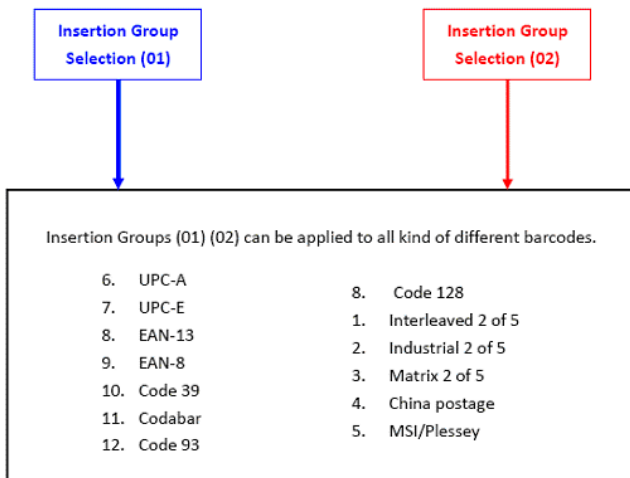 Insertion Group
Selection (01)
Insertion Group
Selection (02)
Insertion Groups (01) (02) can be applied to all kind of different barcodes.
6. UPC-A
7. UPC-E
8. EAN-13
9. EAN-8
10. Code 39
11. Codabar
12. Code 93
8. Code 128
1. Interleaved 2 of 5
2. Industrial 2 of 5
3. Matrix 2 of 5
4. China postage
5. MSI/Plessey